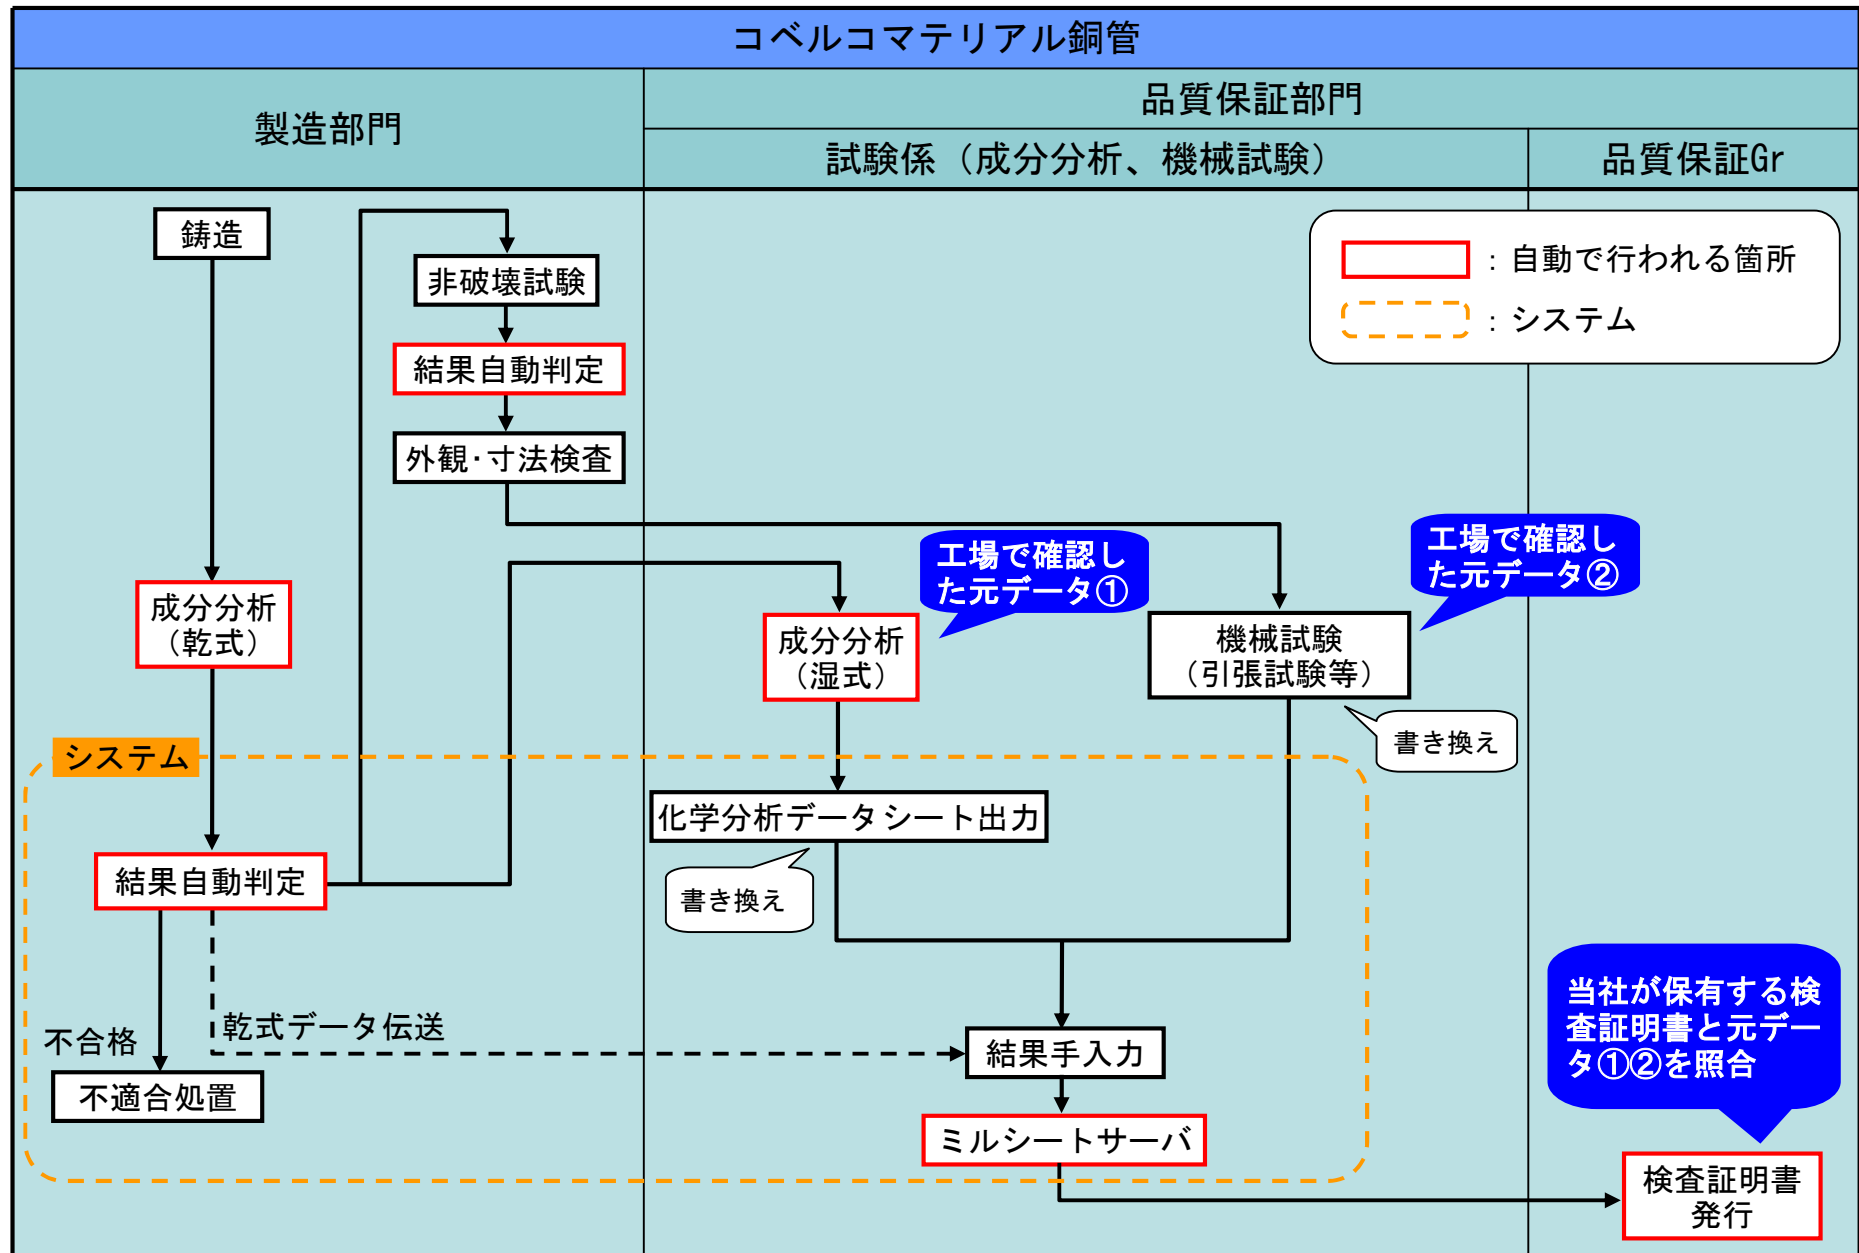 コベルコマテリアル銅管
製造部門
品質保証部門
試験係（成分分析、機械試験）
品質保証Gr
鋳造
非破壊試験
結果自動判定
外観・寸法検査
：自動で行われる箇所
：システム
工場で確認し
た元データ①
工場で確認し
た元データ②
成分分析
（乾式）
成分分析
（湿式）
機械試験
（引張試験等）
書き換え
システム
化学分析データシート出力
結果自動判定
書き換え
当社が保有する検
査証明書と元デー
タ①②を照合
乾式データ伝送
不合格
結果手入力
不適合処置
ミルシートサーバ
検査証明書
発行